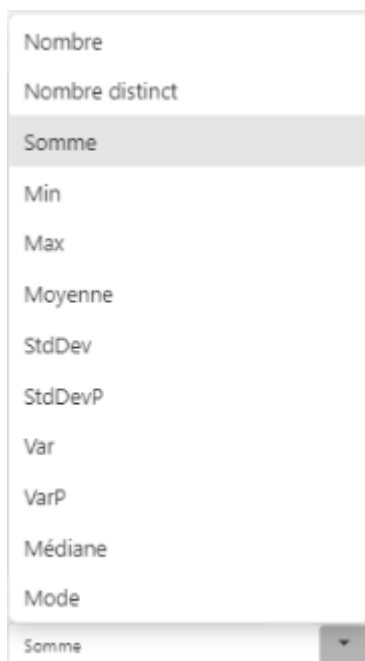 Nombre
Nombre distinct
Somme
Min
Max
Moyenne
StdDev
StdDevP
Var
VarP
Médiane
Mode
Somme